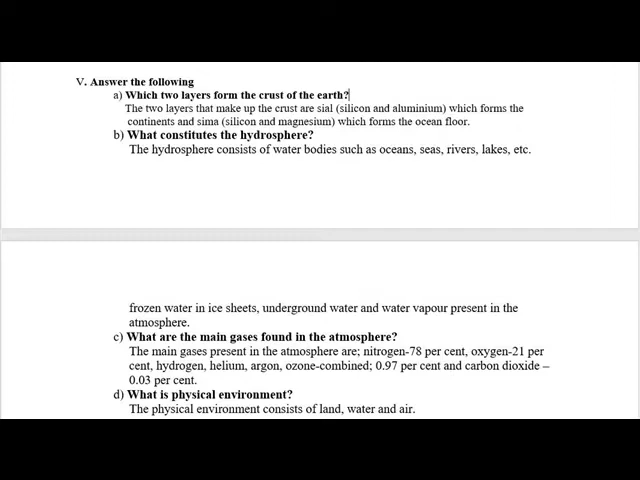 V. Answer the following
a) Which two layers form the crust of the earth?
The two layers that make up the crust are sial (silicon and aluminium) which forms the
continents and sima (silicon and magnesium) which forms the ocean floor.
b) What constitutes the hydrosphere?
The hydrosphere consists of water bodies such as oceans, seas, rivers, lakes, etc.
frozen water in ice sheets, underground water and water vapour present in the
atmosphere.
c) What are the main gases found in the atmosphere?
The main gases present in the atmosphere are; nitrogen-78 per cent, oxygen-21 per
cent, hydrogen, helium, argon, ozone-combined; 0.97 per cent and carbon dioxide –
0.03 per cent.
d) What is physical environment?
The physical environment consists of land, water and air.